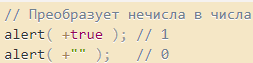 // Преобразует нечисла в числа
alert( +true ); // 1
alert( +"" );   // 0